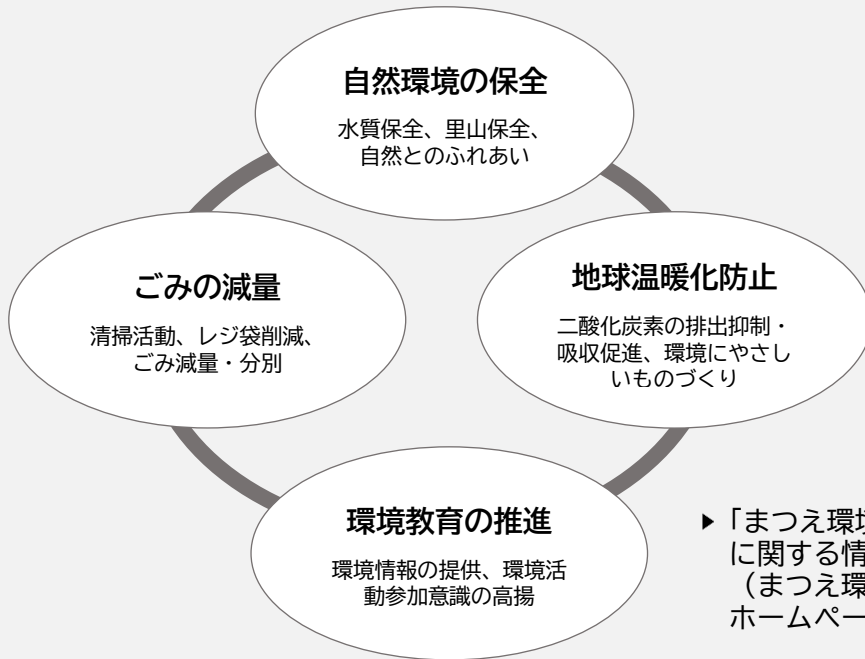 自然環境の保全
水質保全、里山保全、
自然とのふれあい
ごみの減量
清掃活動、レジ袋削減、
ごみ減量・分別
地球温暖化防止
二酸化炭素の排出抑制・
吸収促進、環境にやさし
いものづくり
環境教育の推進
環境情報の提供、環境活
動参加意識の高揚
▶「まつえ環境
に関する情
（まつえ環
ホームペー